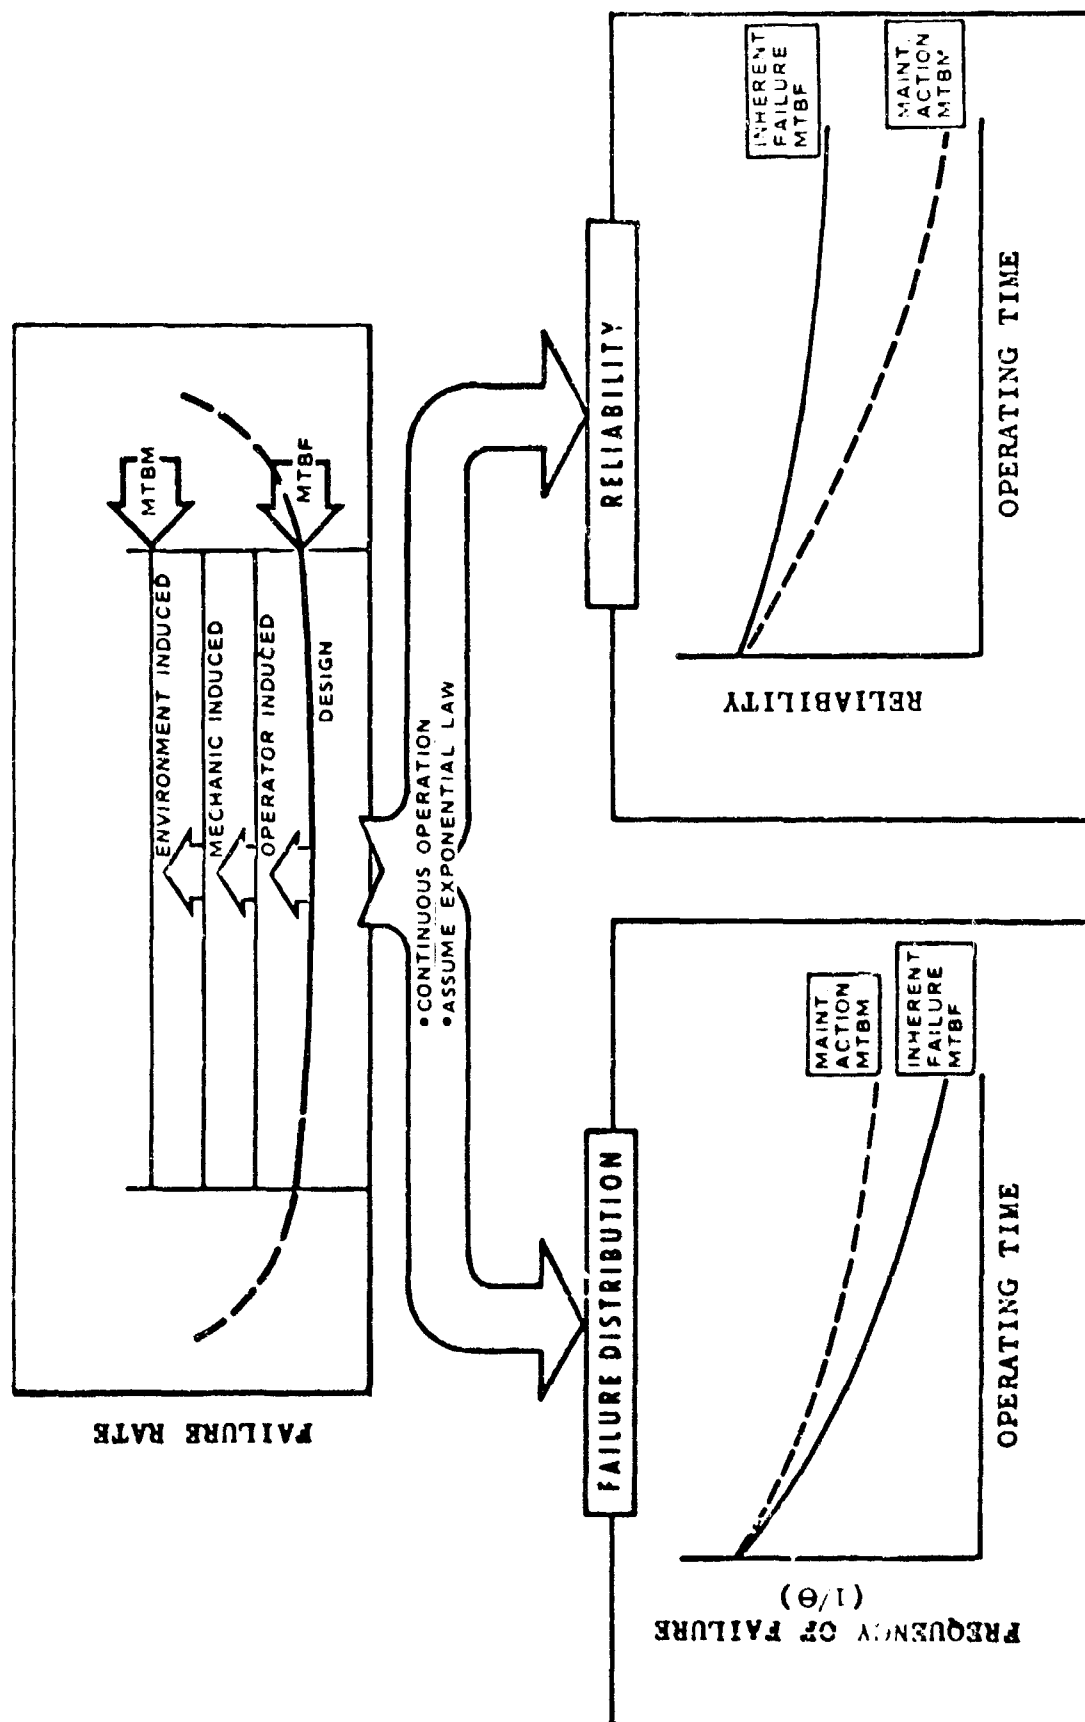 FAILURE RATE
ENVIRONMENT INDUCED
MECHANIC INDUCED
OPERATOR INDUCED
DESIGN
MTBM
MTBF
•CONTINUOUS OPERATION
•ASSUME EXPONENTIAL LAW
FAILURE DISTRIBUTION
FREQUENCY OF FAILURE
(1/Θ)
MAINT.
ACTION
MTBM
INHERENT
FAILURE
MTBF
OPERATING TIME
RELIABILITY
RELIABILITY
INHERENT
FAILURE
MTBF
MAINT.
ACTION
MTBM
OPERATING TIME